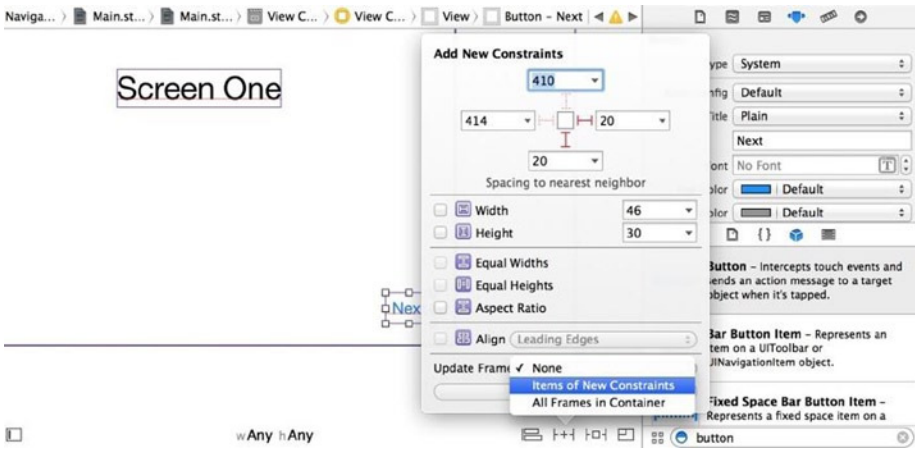 Naviga... Main.st... Main.st... View C... View C... View Button - Next
Screen One
Add New Constraints
410
414
20
20
Spacing to nearest neighbor
Width 46
Height 30
Equal Widths
Equal Heights
Aspect Ratio
Align Leading Edges
Update Frame
None
Items of New Constraints
All Frames in Container
Nex
wAny hAny
ype System
nfig Default
itle Plain
Next
ont No Font
olor Default
olor Default
Button - Intercepts touch events and
sends an action message to a target
object when it's tapped.
Bar Button Item - Represents an
item on a UIToolbar or
UINavigationItem object.
Fixed Space Bar Button Item -
Represents a fixed space item on a
button